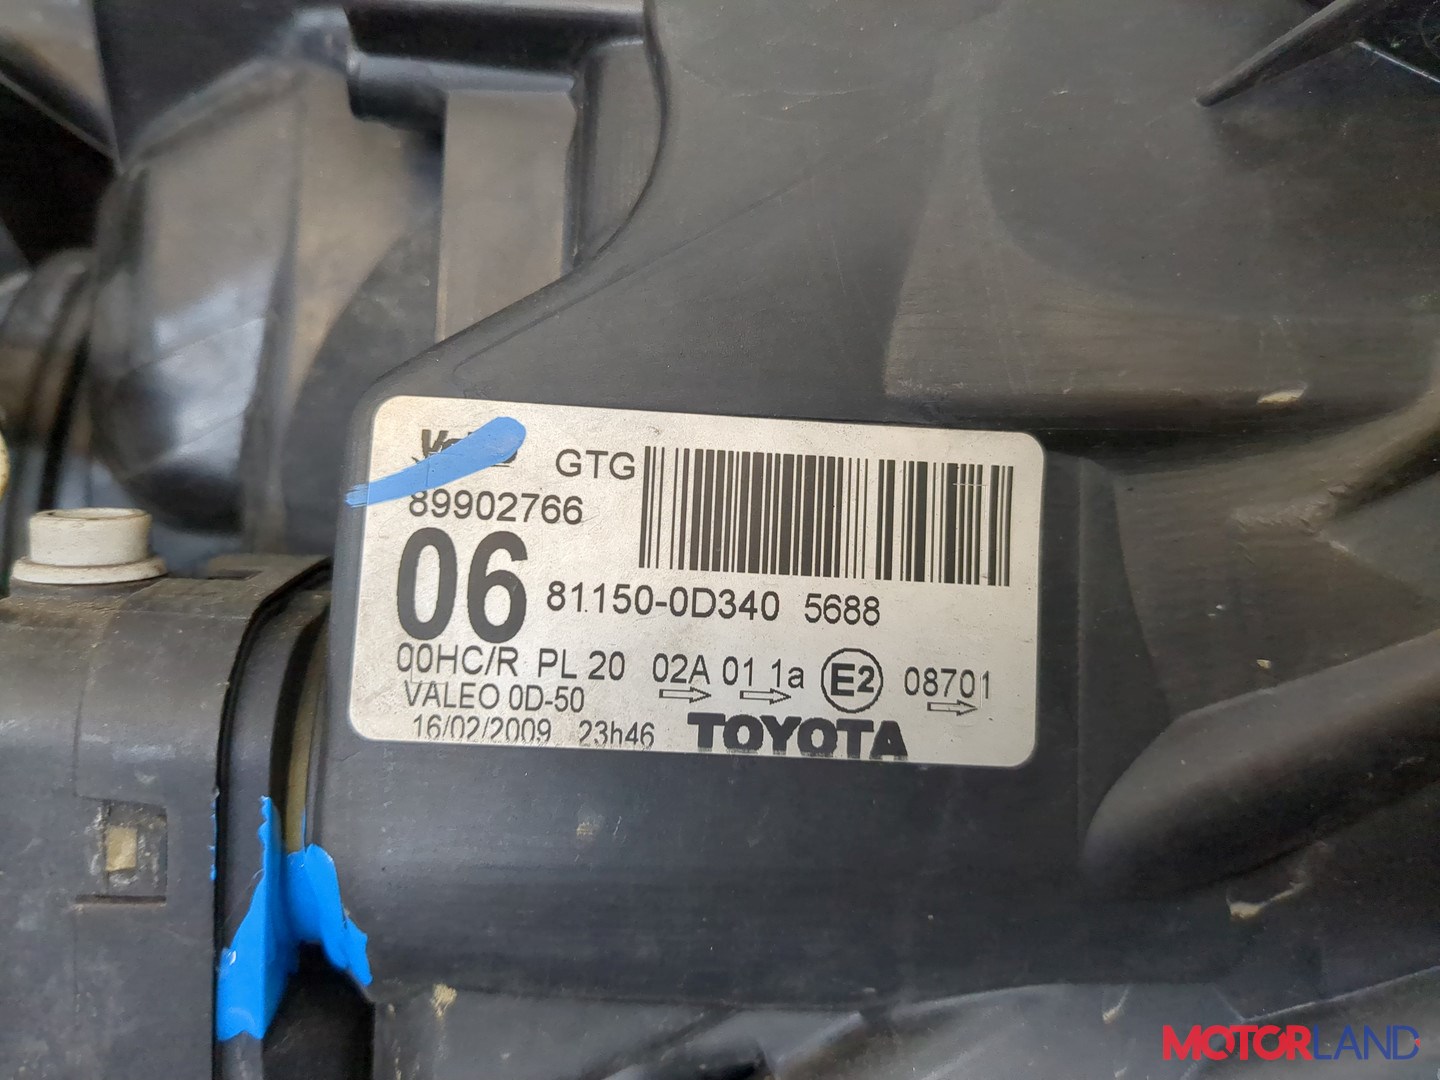 Valeo GTG
89902766
06 81150-0D340 5688
00HC/R PL 20 02A 01 1a E2 08701
VALEO 0D-50
16/02/2009 23h46 TOYOTA
MOTORLAND